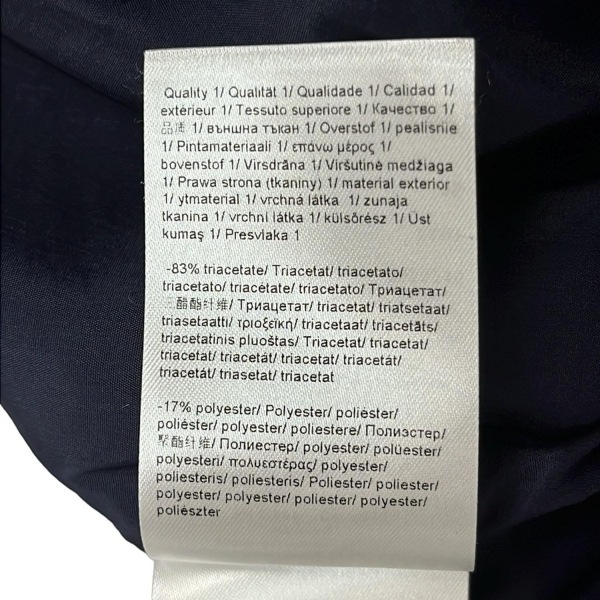 Quality 1/ Qualität 1/ Qualidade 1/ Calidad 1/
extérieur 1/ Tessuto superiore 1/ Качество 1/
品质 1/ външна тъкан 1/ Overstof 1/ pealisriie
1/ Pintamateriaali 1/ επάνω μέρος 1/
bovenstof 1/ Virsdrāna 1/ Viršutinė medžiaga
1/ Prawa strona (tkaniny) 1/ material exterior
1/ ytmaterial 1/ vrchná látka 1/ zunaja
tkanina 1/ vrchní látka 1/ külsőrész 1/ Üst
kumaş 1/ Presvlaka 1
-83% triacetate/ Triacetat/ triacetato/
triacetato/ triacétate/ triacetato/ Триацетат/
三醋酯纤维/ Триацетат/ triacetat/ triatsetaat/
triasetaatti/ τριοξεϊκή/ triacetaat/ triacetāts/
triacetatinis pluoštas/ Triacetat/ triacetat/
triacetat/ triacetát/ triacetat/ triacetát/
triacetát/ triasetat/ triacetat
-17% polyester/ Polyester/ poliéster/
poliéster/ polyester/ poliestere/ Полиэстер/
聚酯纤维/ Полиестер/ polyester/ polüester/
polyesteri/ πολυεστέρας/ polyester/
poliesteris/ poliesteris/ Poliester/ poliester/
polyester/ polyester/ poliester/ polyester/
poliészter